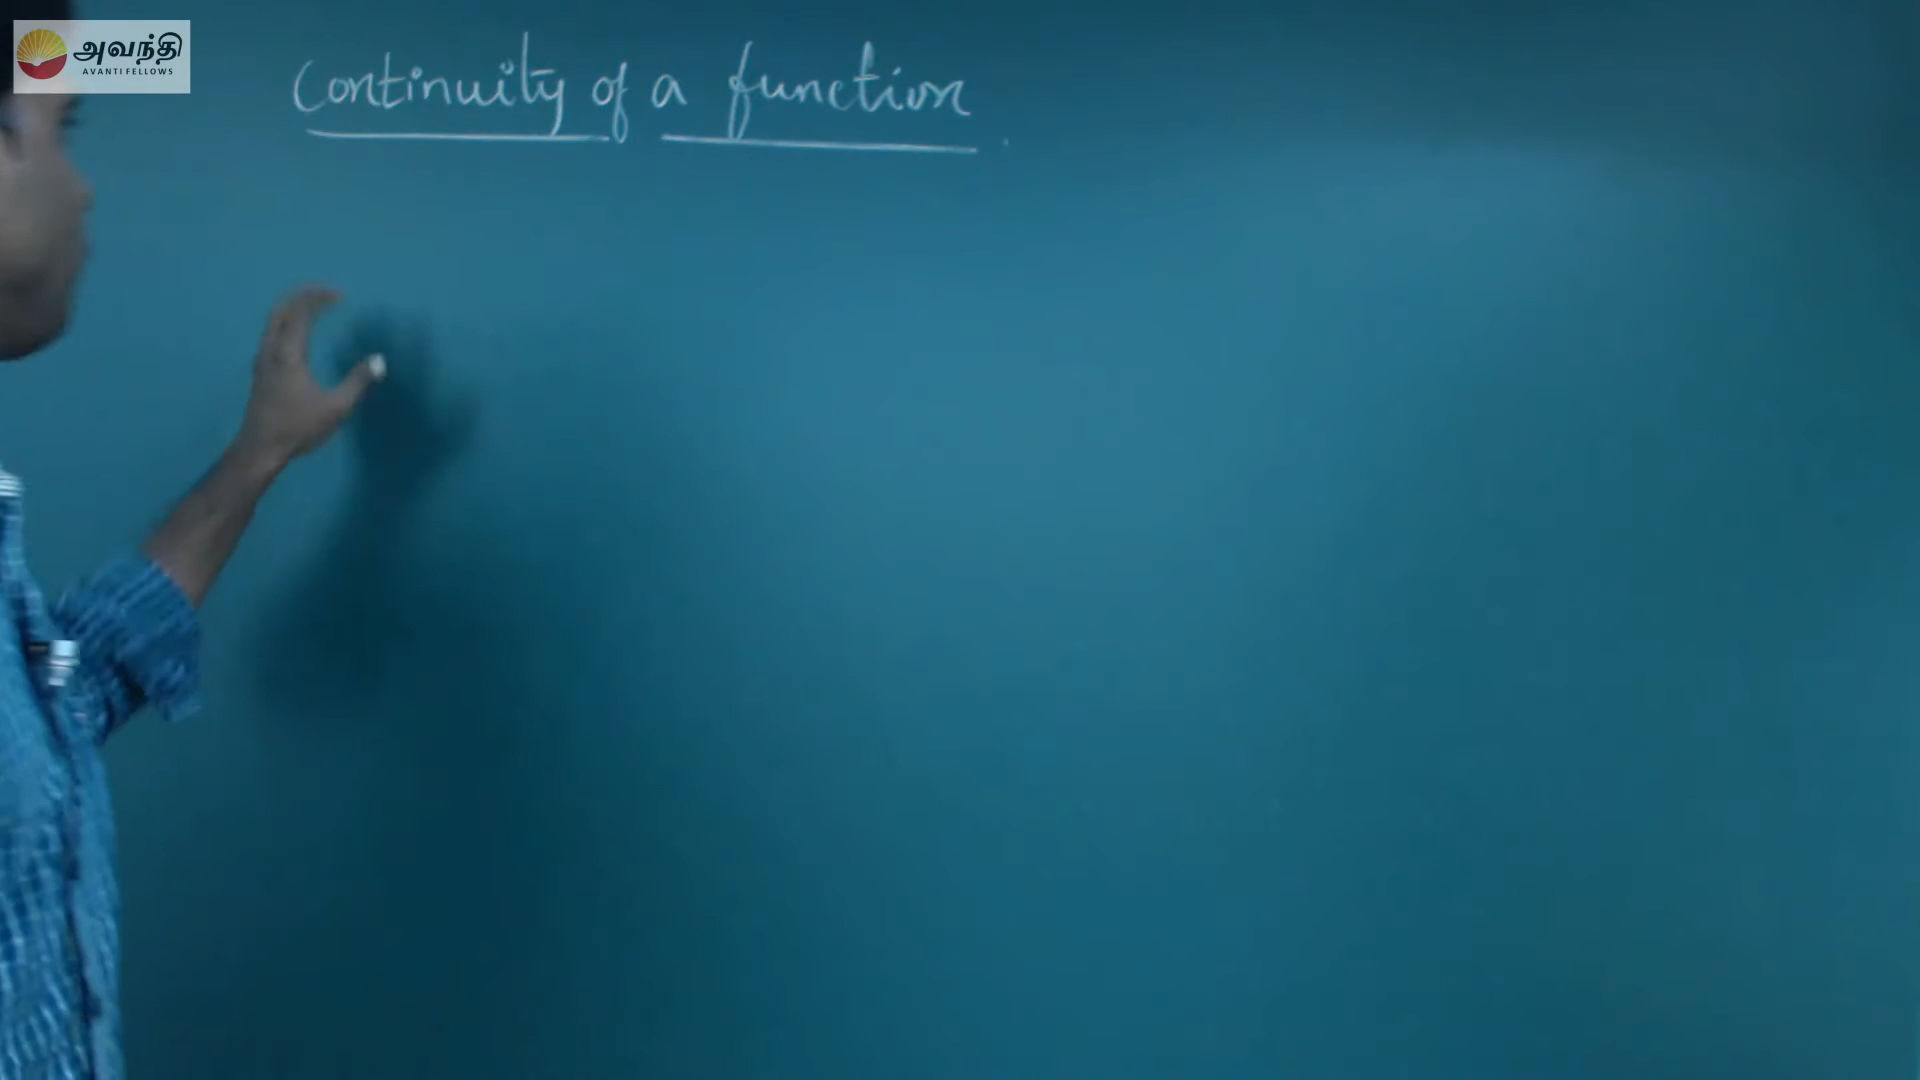 அவந்தி
AVANTI FELLOWS
Continuity of a function